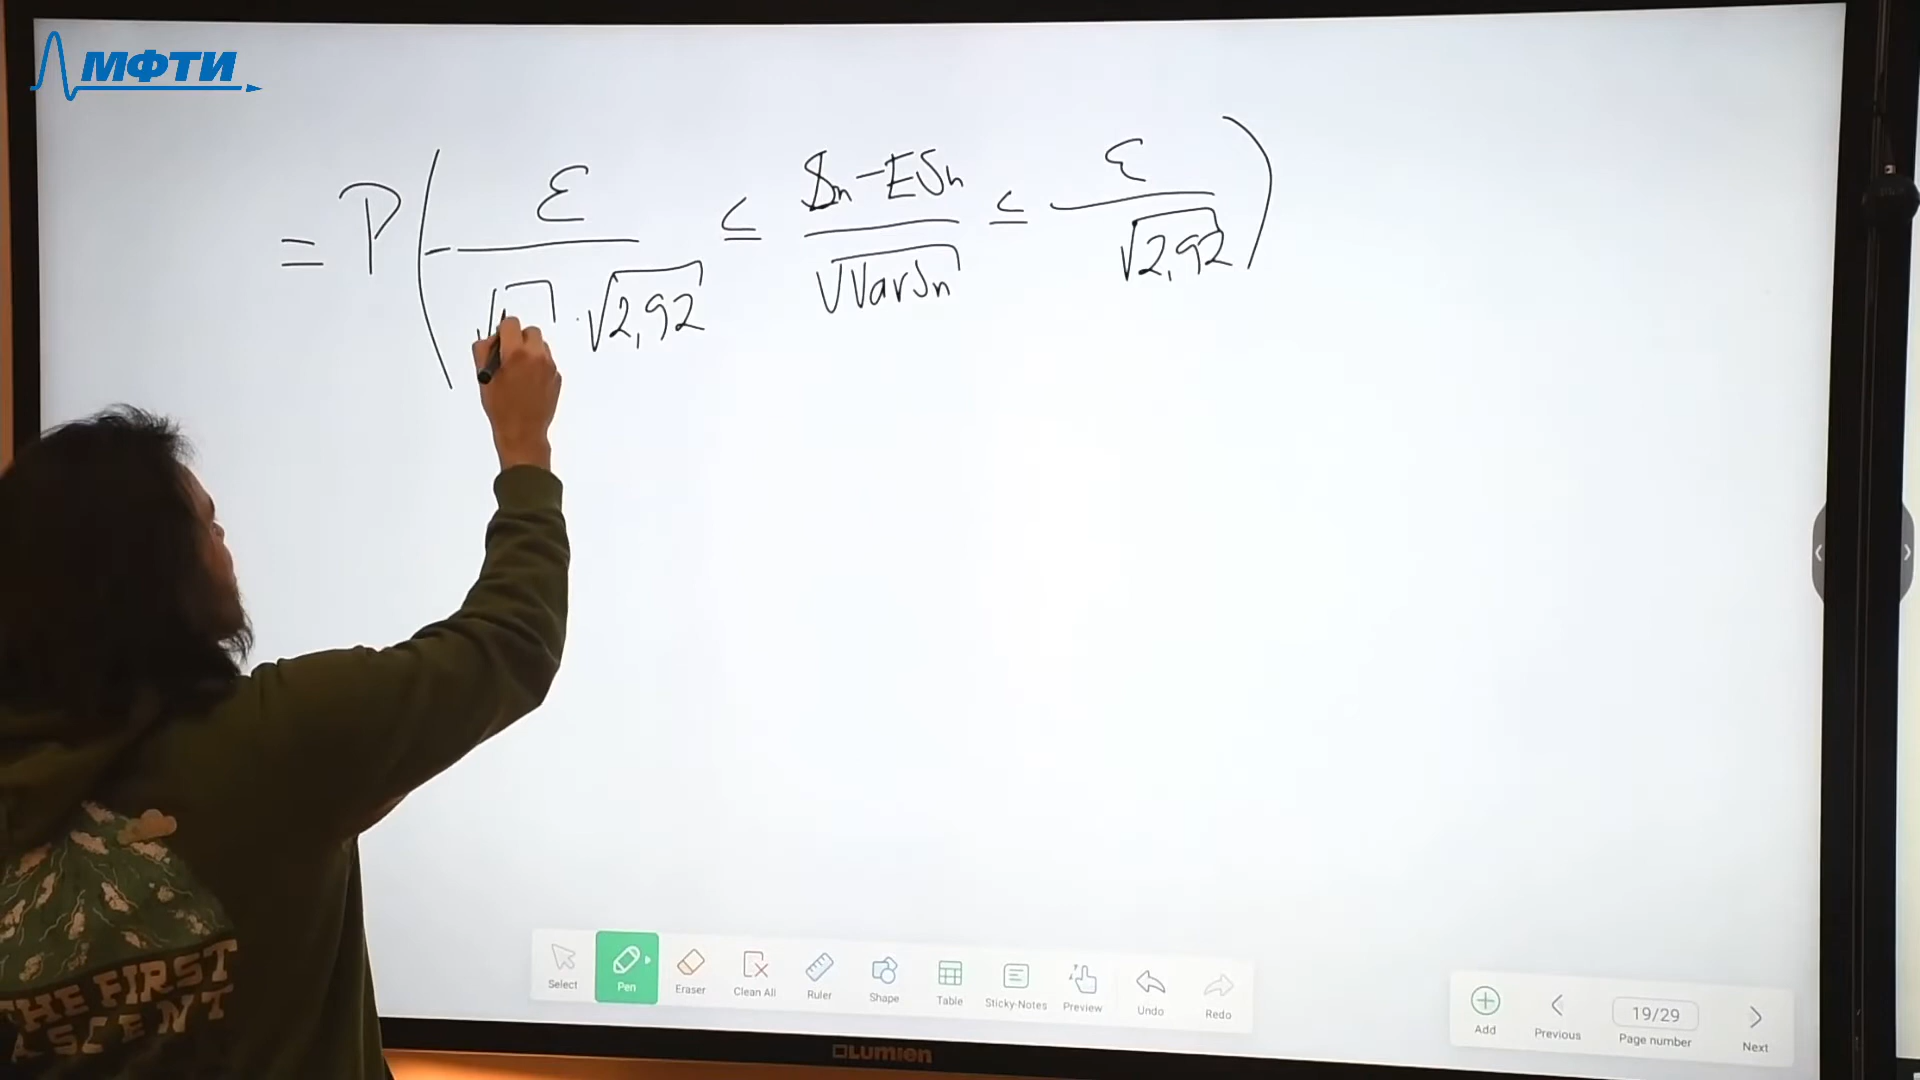 МФТИ
= P( - ε / (√ · √2,92) ≤ (Sn - ESn) / √VarSn ≤ ε / √2,92 )
THE FIRST
ASCENT
Select
Pen
Eraser
Clean All
Ruler
Shape
Table
Sticky-Notes
Preview
Undo
Redo
Add
Previous
19/29
Page number
Next
Lumien